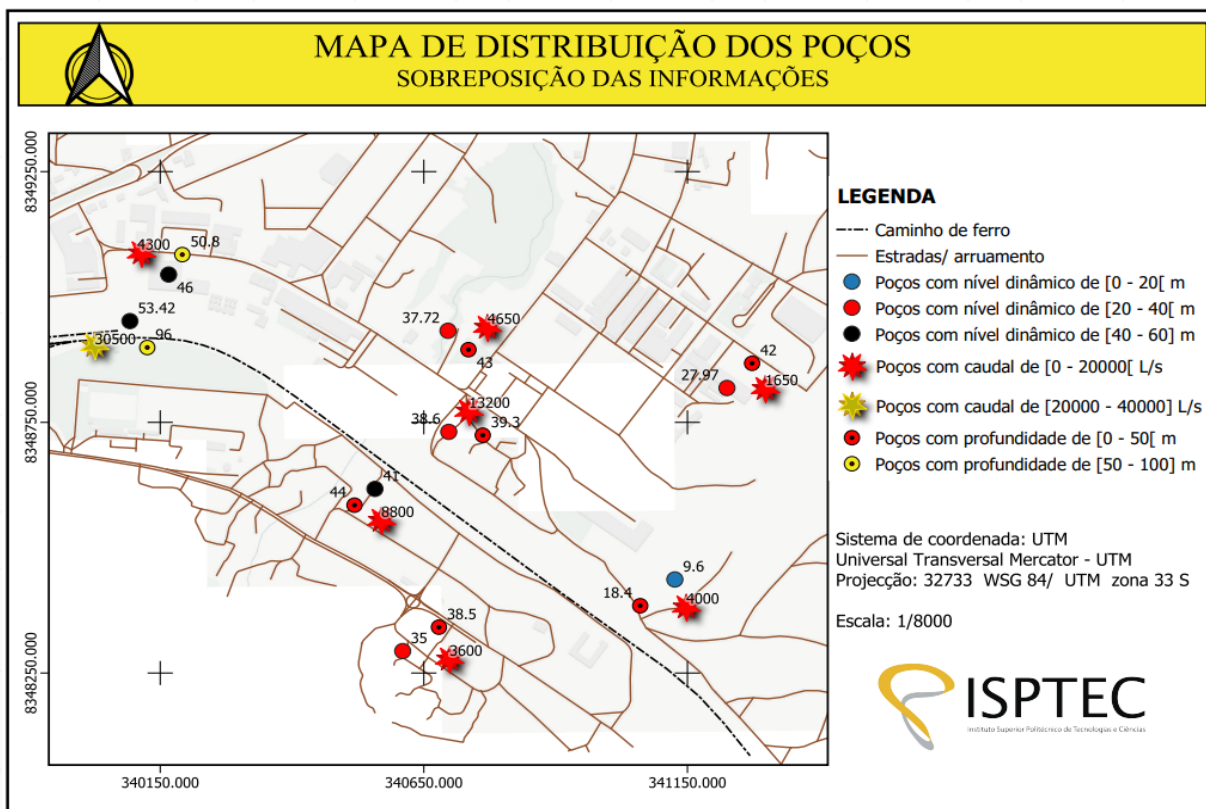 MAPA DE DISTRIBUIÇÃO DOS POÇOS
SOBREPOSIÇÃO DAS INFORMAÇÕES
8349250.000
8348750.000
8348250.000
340150.000
340650.000
341150.000
4300
50.8
46
53.42
30500
96
37.72
4650
43
42
27.97
1650
13200
38.6
39.3
41
44
8800
9.6
18.4
4000
38.5
35
3600
LEGENDA
Caminho de ferro
Estradas/ arruamento
Poços com nível dinâmico de [0 - 20[ m
Poços com nível dinâmico de [20 - 40[ m
Poços com nível dinâmico de [40 - 60] m
Poços com caudal de [0 - 20000[ L/s
Poços com caudal de [20000 - 40000] L/s
Poços com profundidade de [0 - 50[ m
Poços com profundidade de [50 - 100] m
Sistema de coordenada: UTM
Universal Transversal Mercator - UTM
Projecção: 32733 WSG 84/ UTM zona 33 S
Escala: 1/8000
ISPTEC
Instituto Superior Politécnico de Tecnologias e Ciências